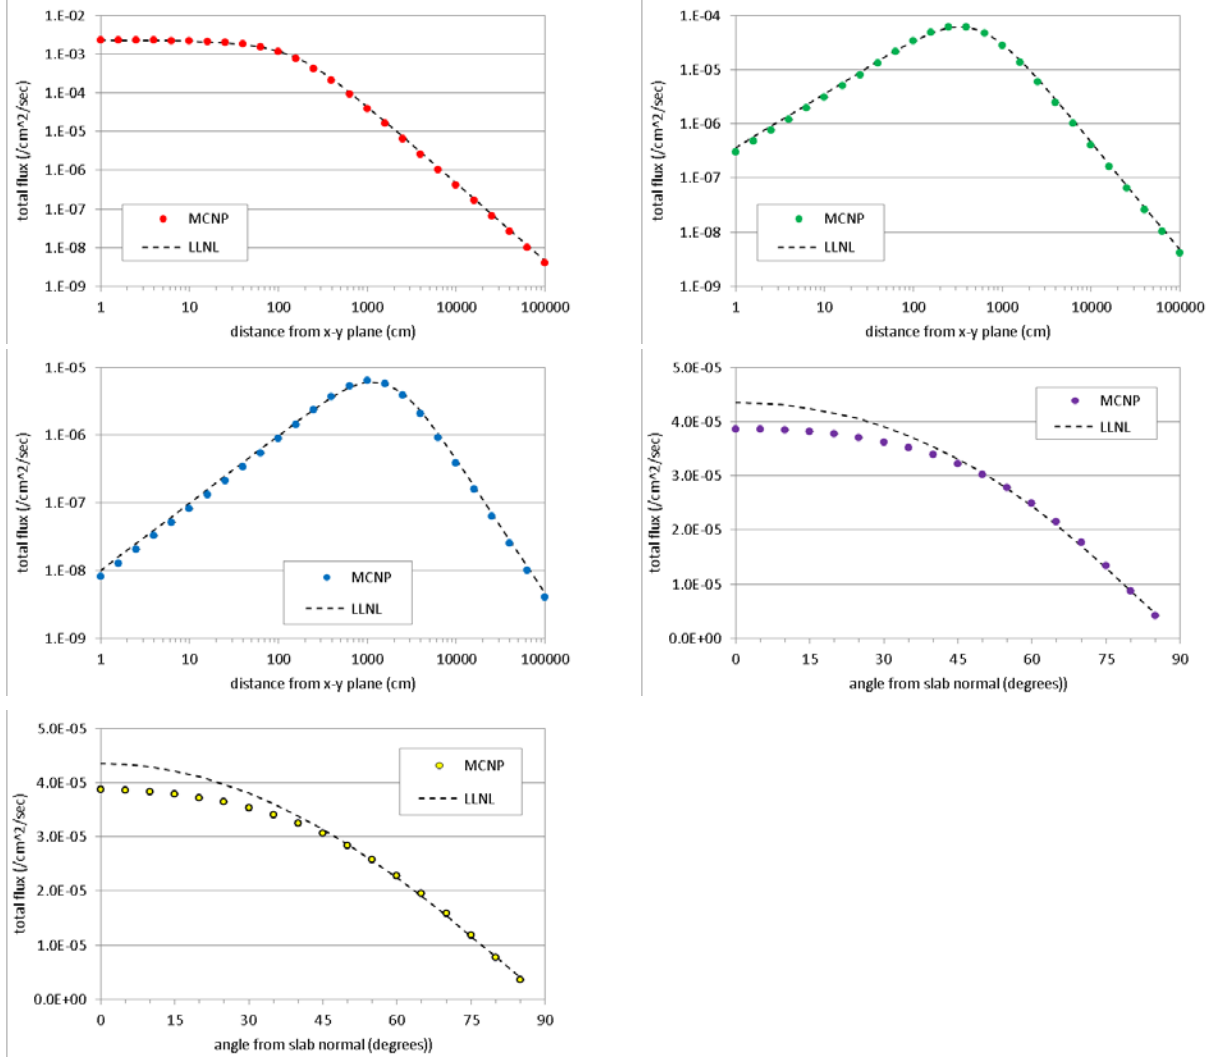 1.E-02
1.E-03
1.E-04
1.E-05
1.E-06
1.E-07
1.E-08
1.E-09
total flux (/cm^2/sec)
MCNP
LLNL
1 10 100 1000 10000 100000
distance from x-y plane (cm)
1.E-04
1.E-05
1.E-06
1.E-07
1.E-08
1.E-09
total flux (/cm^2/sec)
MCNP
LLNL
1 10 100 1000 10000 100000
distance from x-y plane (cm)
1.E-05
1.E-06
1.E-07
1.E-08
1.E-09
total flux (/cm^2/sec)
MCNP
LLNL
1 10 100 1000 10000 100000
distance from x-y plane (cm)
5.0E-05
4.0E-05
3.0E-05
2.0E-05
1.0E-05
0.0E+00
total flux (/cm^2/sec)
MCNP
LLNL
0 15 30 45 60 75 90
angle from slab normal (degrees))
5.0E-05
4.0E-05
3.0E-05
2.0E-05
1.0E-05
0.0E+00
total flux (/cm^2/sec)
MCNP
LLNL
0 15 30 45 60 75 90
angle from slab normal (degrees))